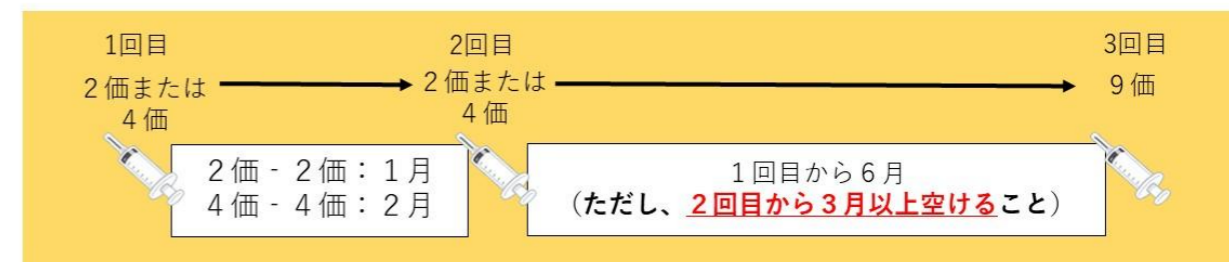 1回目
２価または
４価
2回目
２価または
４価
3回目
９価
２価 - ２価：１月
４価 - ４価：２月
１回目から６月
（ただし、２回目から３月以上空けること）